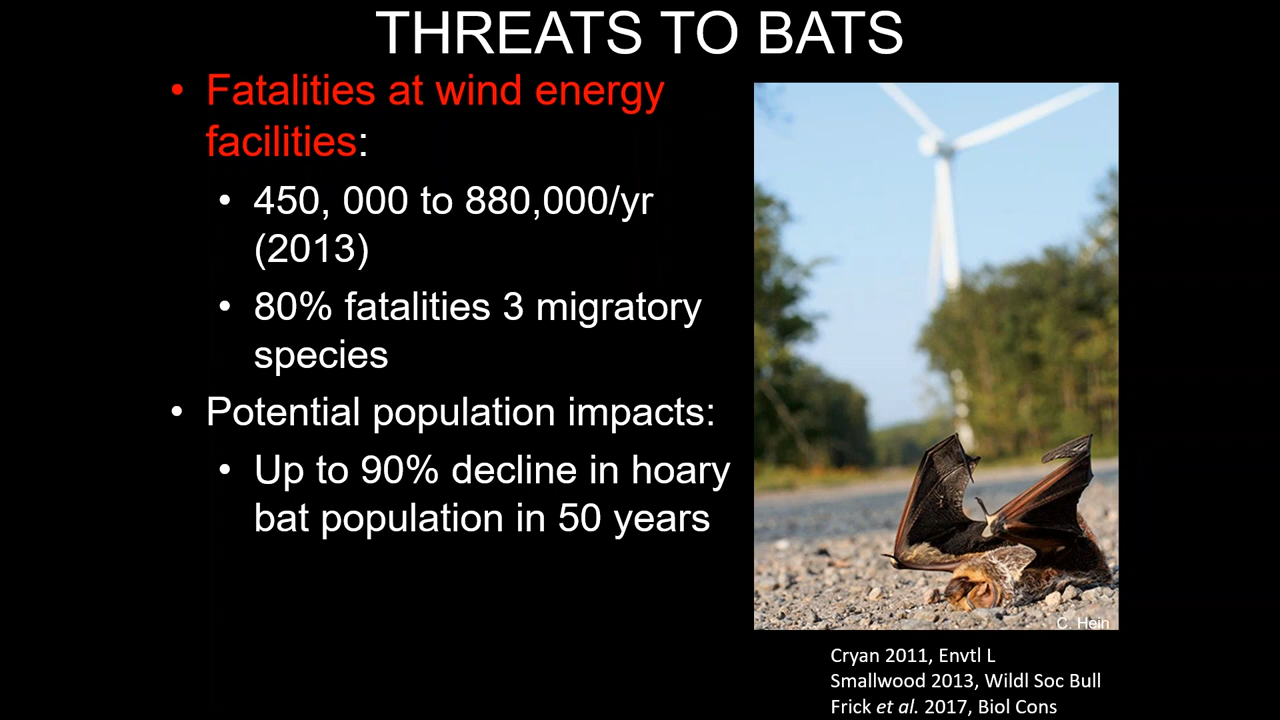 THREATS TO BATS
• Fatalities at wind energy
facilities:
• 450, 000 to 880,000/yr
(2013)
• 80% fatalities 3 migratory
species
• Potential population impacts:
• Up to 90% decline in hoary
bat population in 50 years
C. Hein
Cryan 2011, Envtl L
Smallwood 2013, Wildl Soc Bull
Frick et al. 2017, Biol Cons